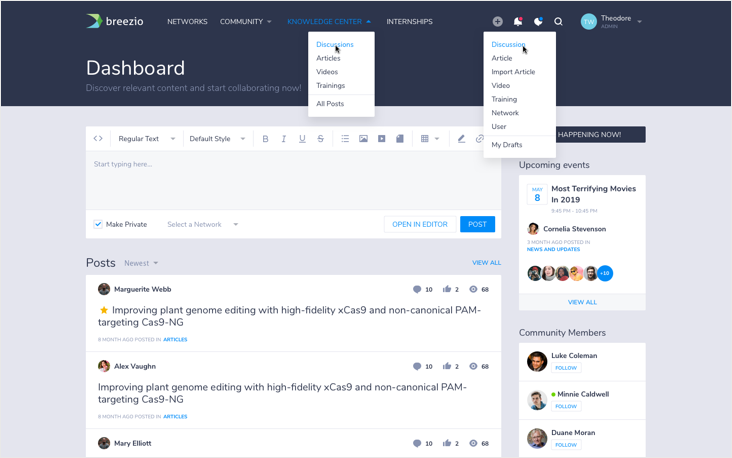 breezio
NETWORKS
COMMUNITY
KNOWLEDGE CENTER
INTERNSHIPS
TW
Theodore
ADMIN
Discussions
Articles
Videos
Trainings
All Posts
Discussion
Article
Import Article
Video
Training
Network
User
My Drafts
Dashboard
Discover relevant content and start collaborating now!
Regular Text
Default Style
B I U S
Start typing here...
Make Private
Select a Network
OPEN IN EDITOR
POST
HAPPENING NOW!
Upcoming events
MAY
8
Most Terrifying Movies
In 2019
9:45 PM - 10:45 PM
Cornelia Stevenson
3 MONTH AGO POSTED IN
NEWS AND UPDATES
+10
VIEW ALL
Posts
Newest
VIEW ALL
Marguerite Webb
10 2 68
Improving plant genome editing with high-fidelity xCas9 and non-canonical PAM-
targeting Cas9-NG
8 MONTH AGO POSTED IN ARTICLES
Alex Vaughn
10 2 68
Improving plant genome editing with high-fidelity xCas9 and non-canonical PAM-
targeting Cas9-NG
8 MONTH AGO POSTED IN ARTICLES
Mary Elliott
10 2 68
Community Members
Luke Coleman
FOLLOW
Minnie Caldwell
FOLLOW
Duane Moran
FOLLOW